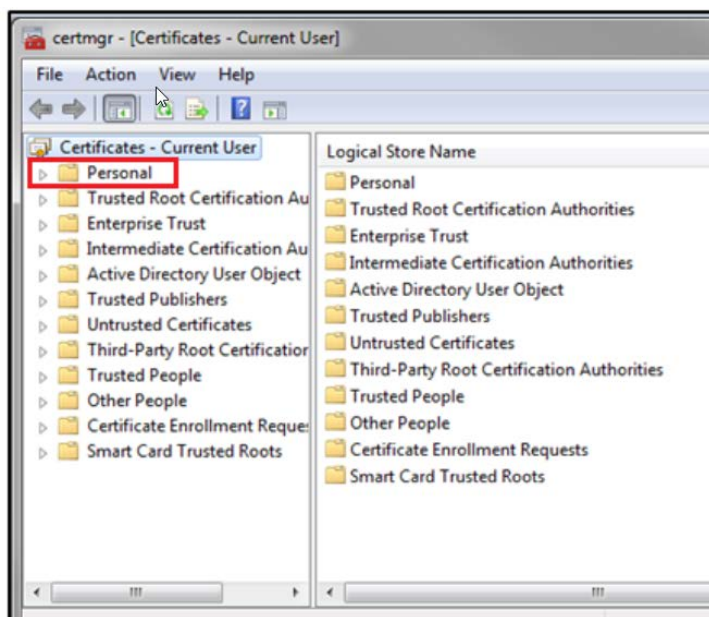 certmgr - [Certificates - Current User]
File Action View Help
Certificates - Current User
Personal
Trusted Root Certification Au
Enterprise Trust
Intermediate Certification Au
Active Directory User Object
Trusted Publishers
Untrusted Certificates
Third-Party Root Certification
Trusted People
Other People
Certificate Enrollment Reques
Smart Card Trusted Roots
Logical Store Name
Personal
Trusted Root Certification Authorities
Enterprise Trust
Intermediate Certification Authorities
Active Directory User Object
Trusted Publishers
Untrusted Certificates
Third-Party Root Certification Authorities
Trusted People
Other People
Certificate Enrollment Requests
Smart Card Trusted Roots